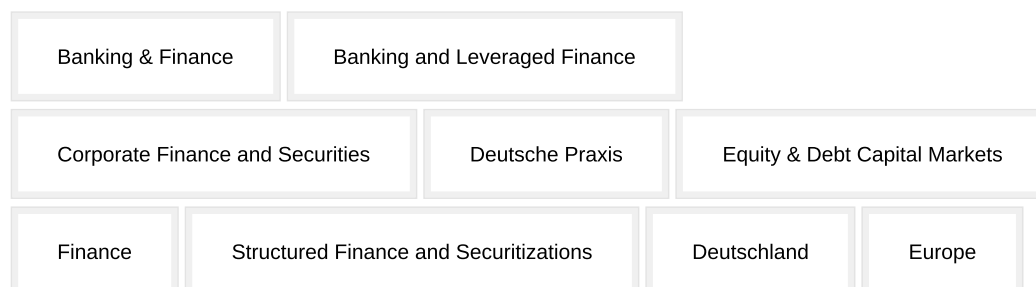 Banking & Finance Banking and Leveraged Finance
Corporate Finance and Securities Deutsche Praxis Equity & Debt Capital Markets
Finance Structured Finance and Securitizations Deutschland Europe